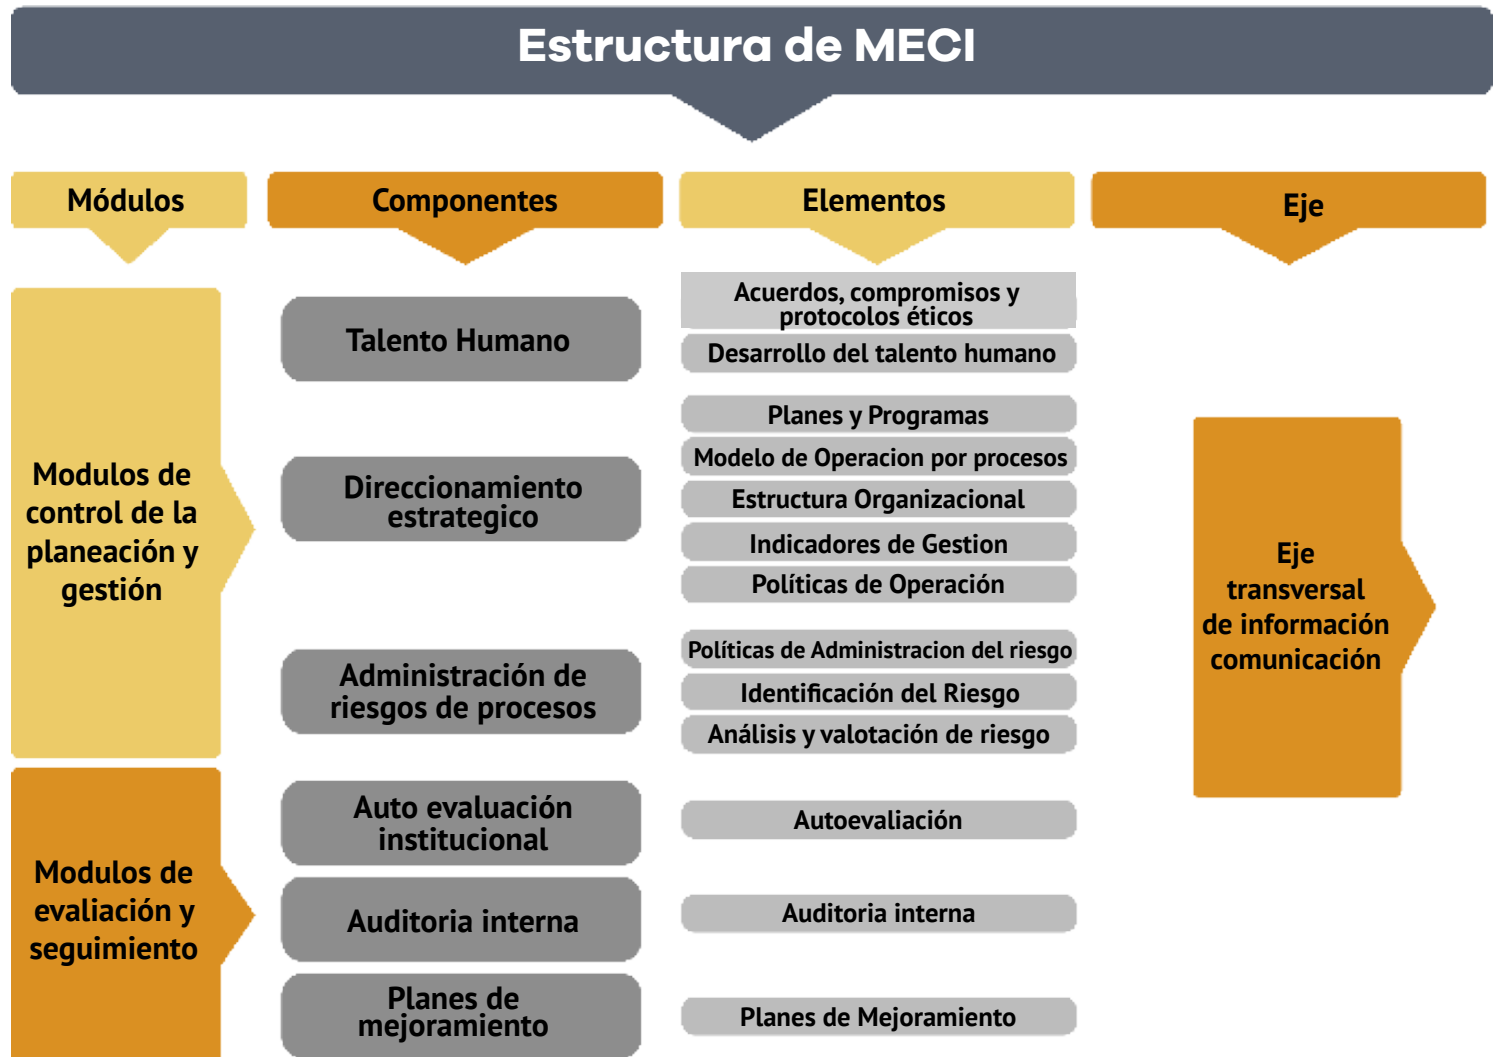 Estructura de MECI
Módulos
Componentes
Elementos
Eje
Modulos de
control de la
planeación y
gestión
Talento Humano
Acuerdos, compromisos y
protocolos éticos
Desarrollo del talento humano
Direccionamiento
estrategico
Planes y Programas
Modelo de Operacion por procesos
Estructura Organizacional
Indicadores de Gestion
Políticas de Operación
Administración de
riesgos de procesos
Políticas de Administracion del riesgo
Identificación del Riesgo
Análisis y valotación de riesgo
Modulos de
evaliación y
seguimiento
Auto evaluación
institucional
Autoevaliación
Auditoria interna
Auditoria interna
Planes de
mejoramiento
Planes de Mejoramiento
Eje
transversal
de información
comunicación